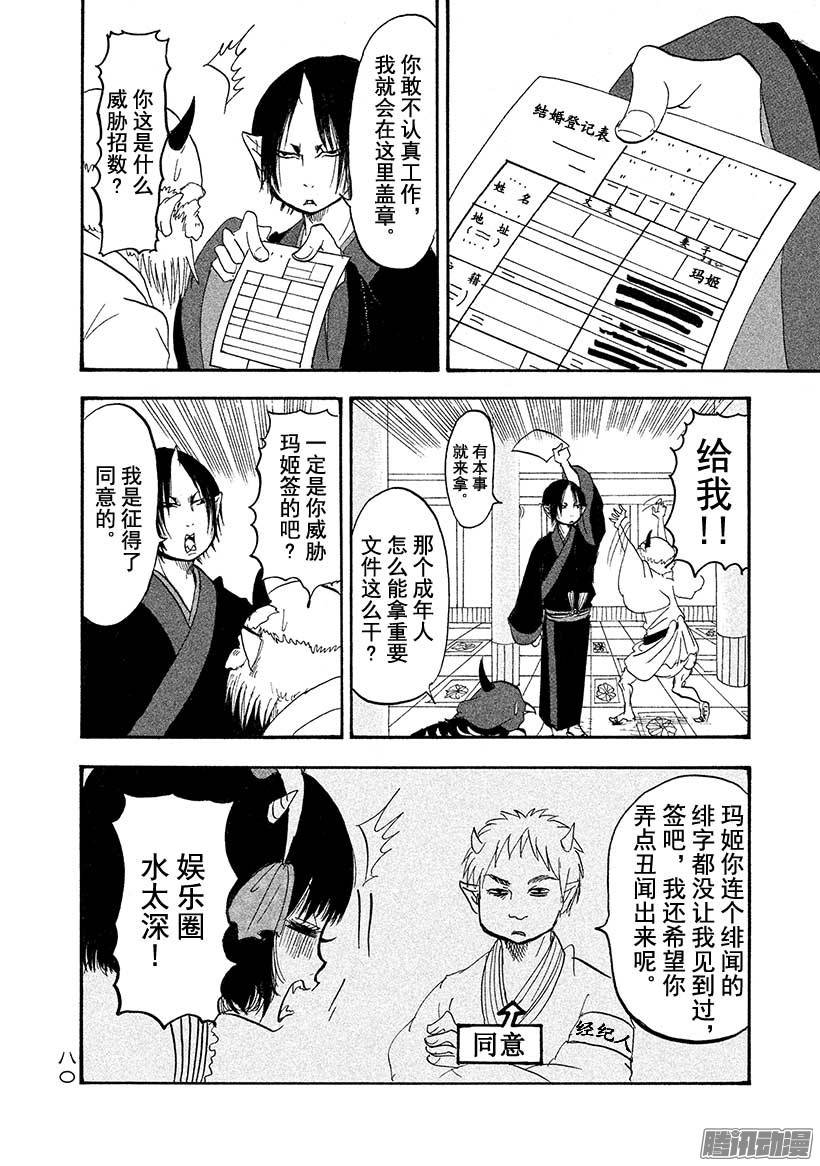 结婚登记表
姓名
丈夫
妻子
地址
籍
玛姬
你敢不认真工作，
我就会在这里盖章。
你这是什么
威胁招数？
给我！！
有本事
就来拿。
那个成年人
怎么能拿重要
文件这么干？
一定是你威胁
玛姬签的吧？
我是征得了
同意的。
玛姬你连个绯闻的
绯字都没让我见到过，
签吧，我还希望你
弄点丑闻出来呢。
经纪人
同意
娱乐圈
水太深！
八〇
腾讯动漫